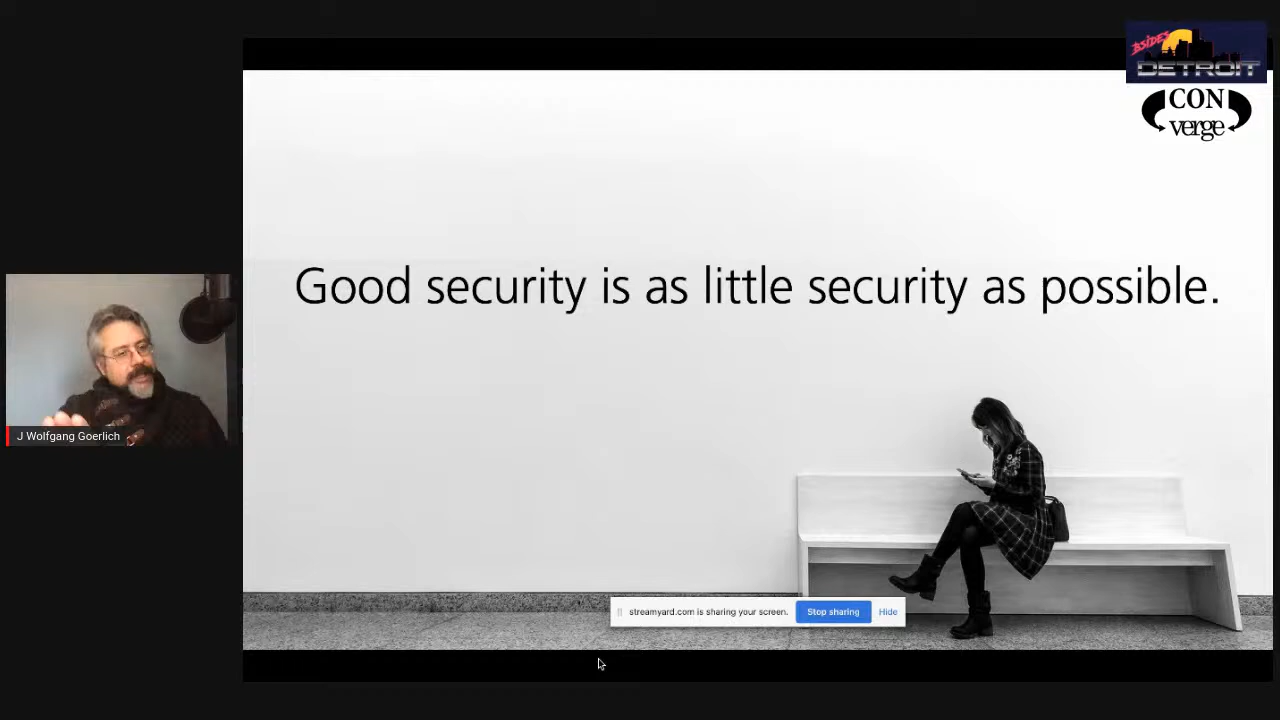 BSIDES
DETROIT
CON
verge
Good security is as little security as possible.
J Wolfgang Goerlich
streamyard.com is sharing your screen. Stop sharing Hide